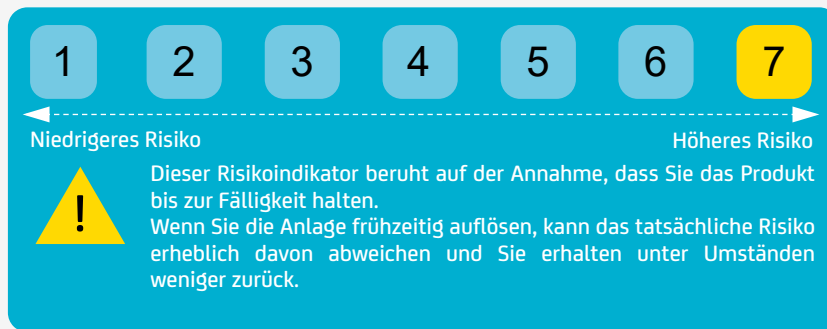 1 2 3 4 5 6 7
Niedrigeres Risiko Höheres Risiko
!
Dieser Risikoindikator beruht auf der Annahme, dass Sie das Produkt
bis zur Fälligkeit halten.
Wenn Sie die Anlage frühzeitig auflösen, kann das tatsächliche Risiko
erheblich davon abweichen und Sie erhalten unter Umständen
weniger zurück.